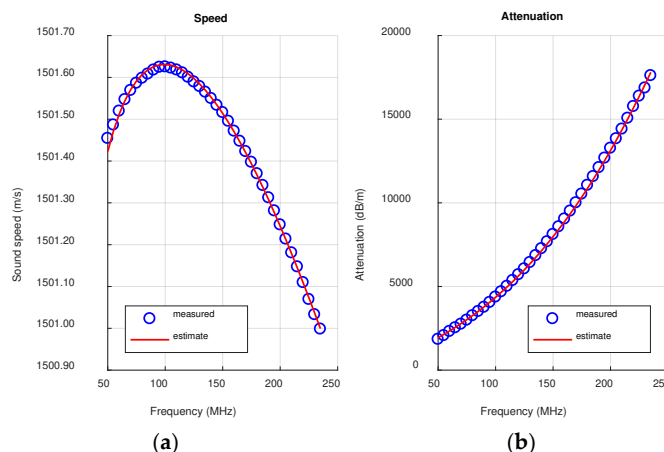 Speed
1501.70
1501.60
1501.50
1501.40
1501.30
1501.20
1501.10
1501.00
1500.90
Sound speed (m/s)
measured
estimate
50 100 150 200 250
Frequency (MHz)
(a)
Attenuation
20000
15000
10000
5000
0
Attenuation (dB/m)
measured
estimate
50 100 150 200 250
Frequency (MHz)
(b)